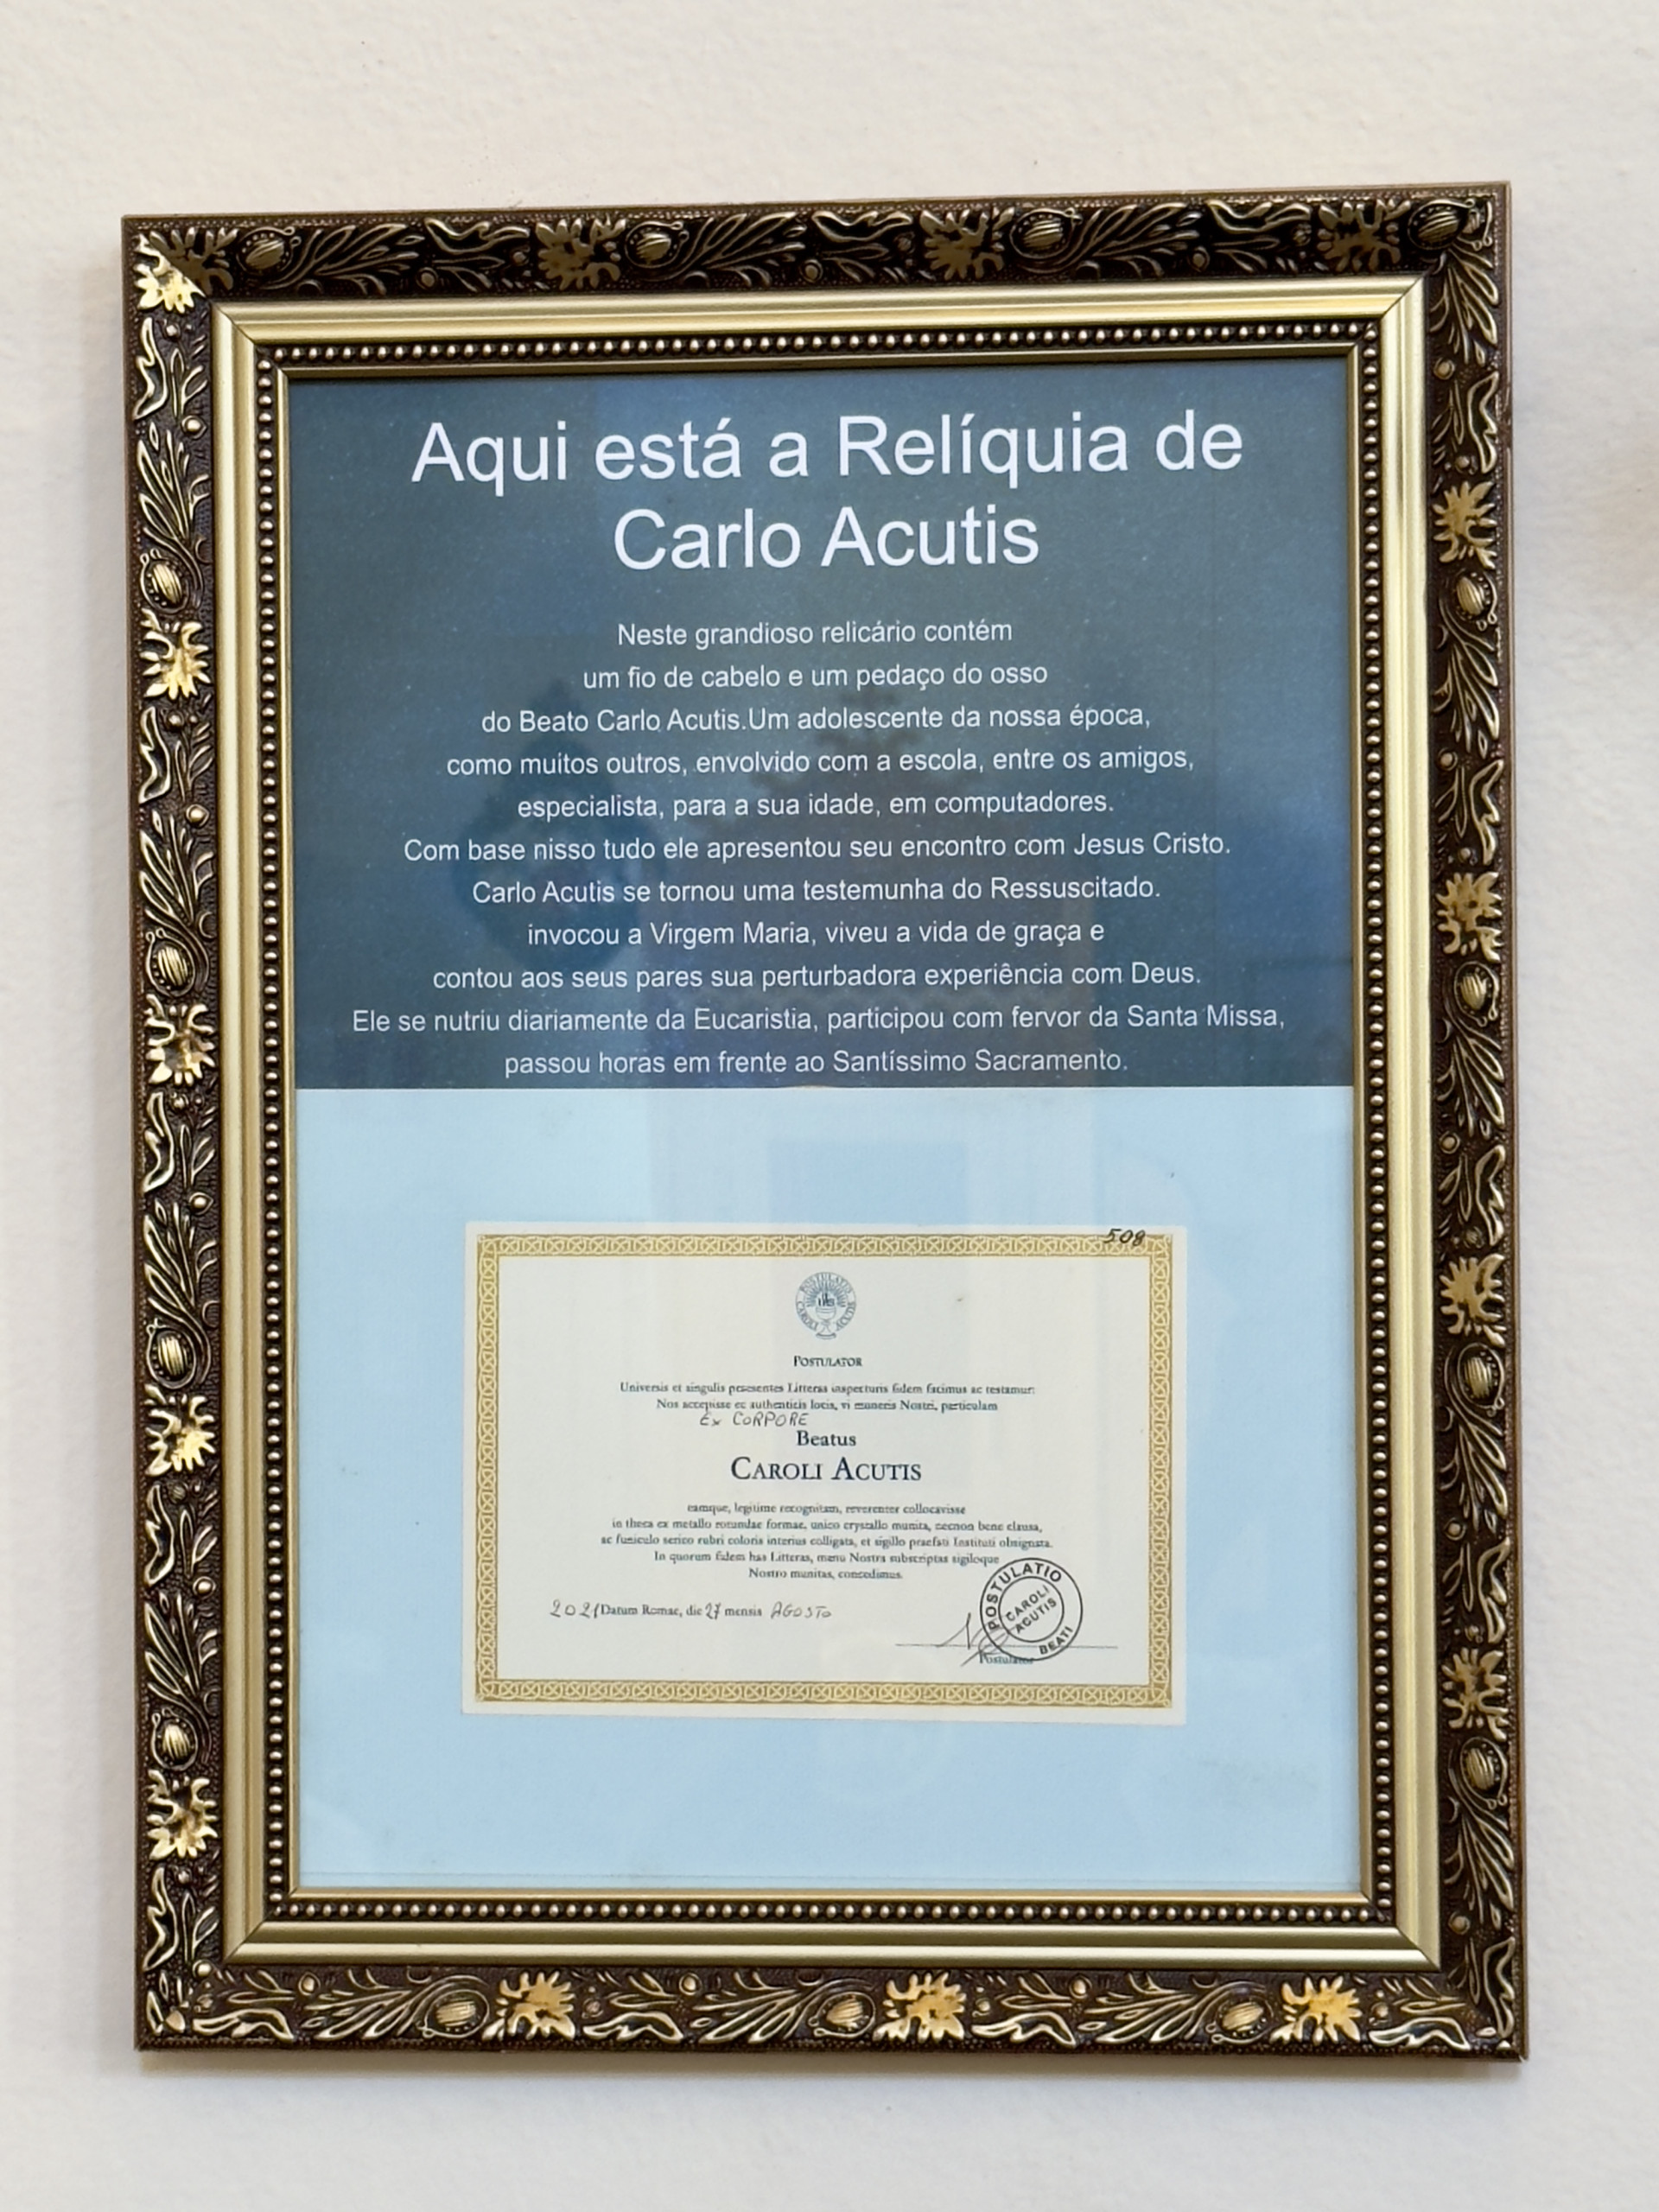 Aqui está a Relíquia de
Carlo Acutis
Neste grandioso relicário contém
um fio de cabelo e um pedaço do osso
do Beato Carlo Acutis.Um adolescente da nossa época,
como muitos outros, envolvido com a escola, entre os amigos,
especialista, para a sua idade, em computadores.
Com base nisso tudo ele apresentou seu encontro com Jesus Cristo.
Carlo Acutis se tornou uma testemunha do Ressuscitado.
invocou a Virgem Maria, viveu a vida de graça e
contou aos seus pares sua perturbadora experiência com Deus.
Ele se nutriu diariamente da Eucaristia, participou com fervor da Santa Missa,
passou horas em frente ao Santíssimo Sacramento.
508
POSTULATIO CAROLI ACUTIS
POSTULATOR
Universis et singulis praesentes Litteras inspecturis fidem facimus ac testamur:
Nos accepisse ex authenticis locis, vi muneris Nostri, particulam
Ex CORPORE
Beatus
CAROLI ACUTIS
eamque, legitime recognitam, reverenter collocavisse
in theca ex metallo rotundae formae, unico crystallo munita, necnon bene clausa,
ac funiculo serico rubri coloris interius colligata, et sigillo praefati Instituti obsignata.
In quorum fidem has Litteras, manu Nostra subscriptas sigiloque
Nostro munitas, concedimus.
2021 Datum Romae, die 27 mensis AGOSTO
POSTULATIO CAROLI ACUTIS BEATI
Postulator